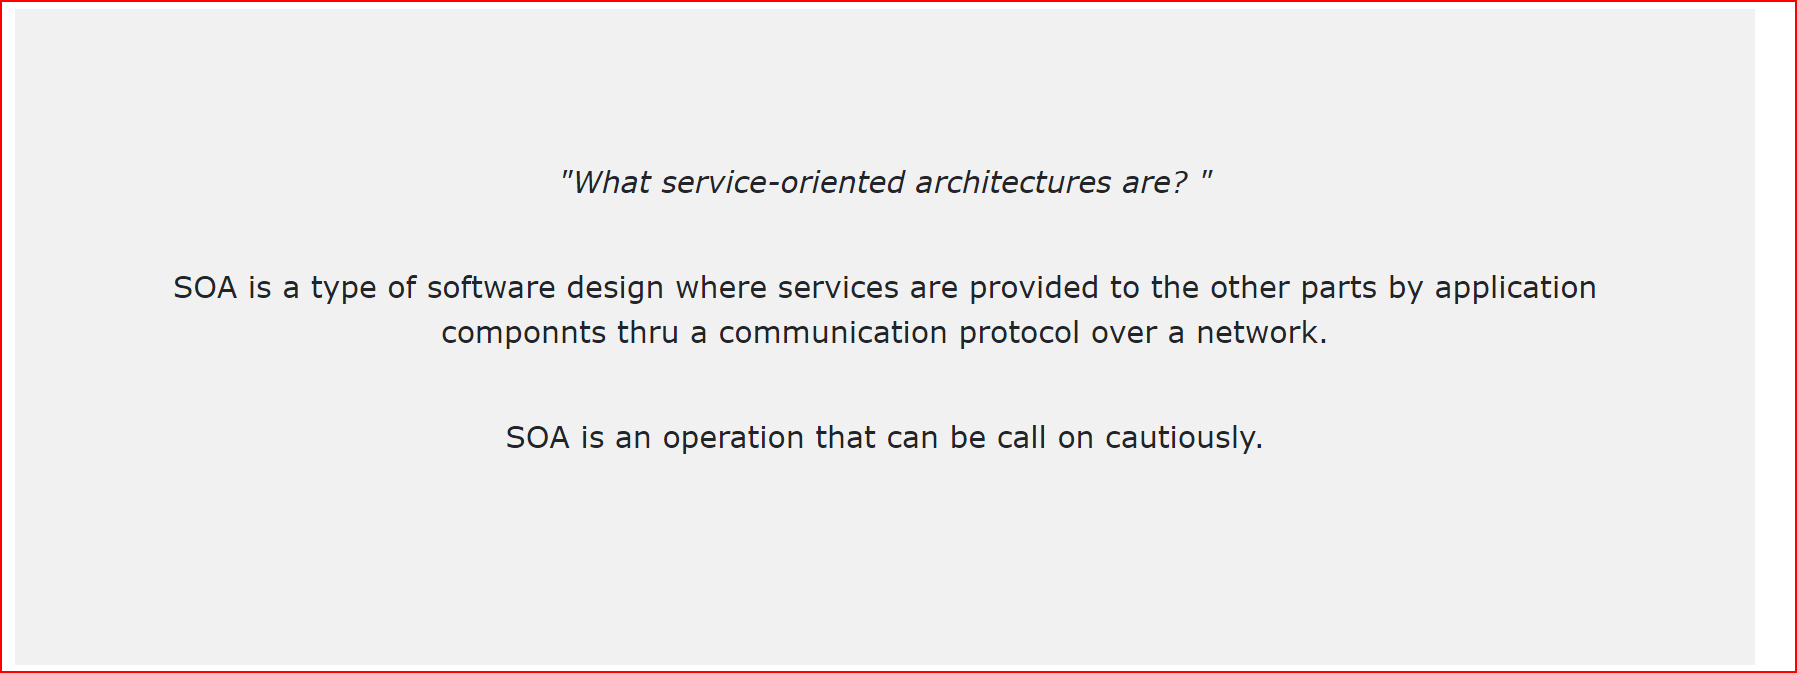 "What service-oriented architectures are? "
SOA is a type of software design where services are provided to the other parts by application
componnts thru a communication protocol over a network.
SOA is an operation that can be call on cautiously.